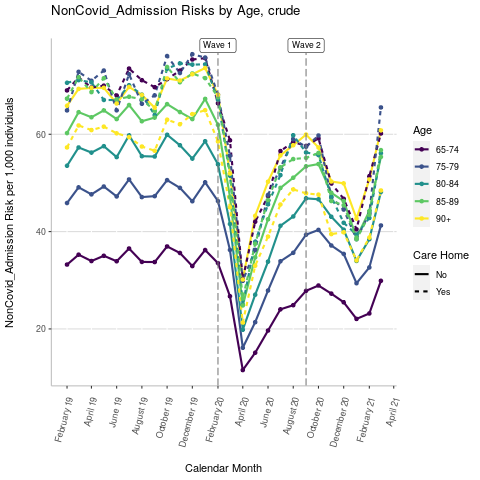 NonCovid_Admission Risks by Age, crude
NonCovid_Admission Risk per 1,000 individuals
60
40
20
Wave 1
Wave 2
February 19
April 19
June 19
August 19
October 19
December 19
February 20
April 20
June 20
August 20
October 20
December 20
February 21
April 21
Calendar Month
Age
65-74
75-79
80-84
85-89
90+
Care Home
No
Yes